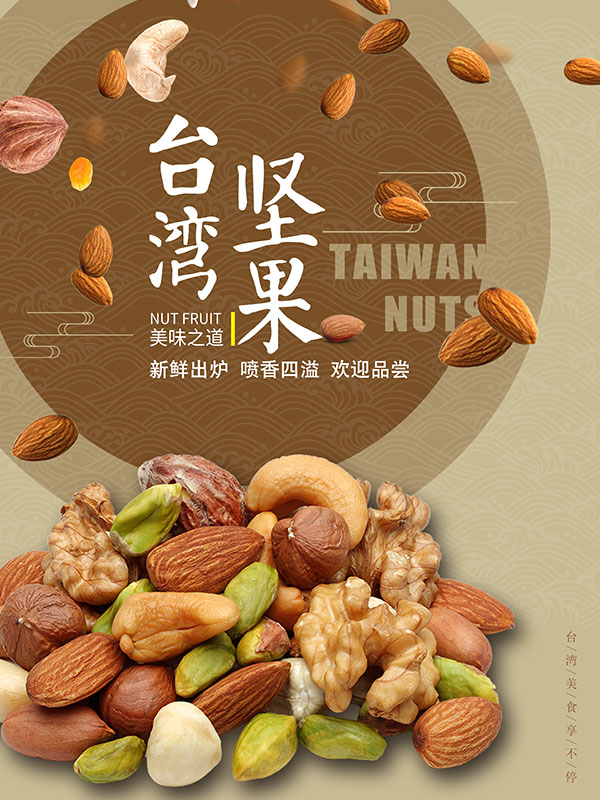 台湾
坚果
TAIWAN
NUTS
NUT FRUIT
美味之道
新鲜出炉 喷香四溢 欢迎品尝
台/湾/美/食/享/不/停